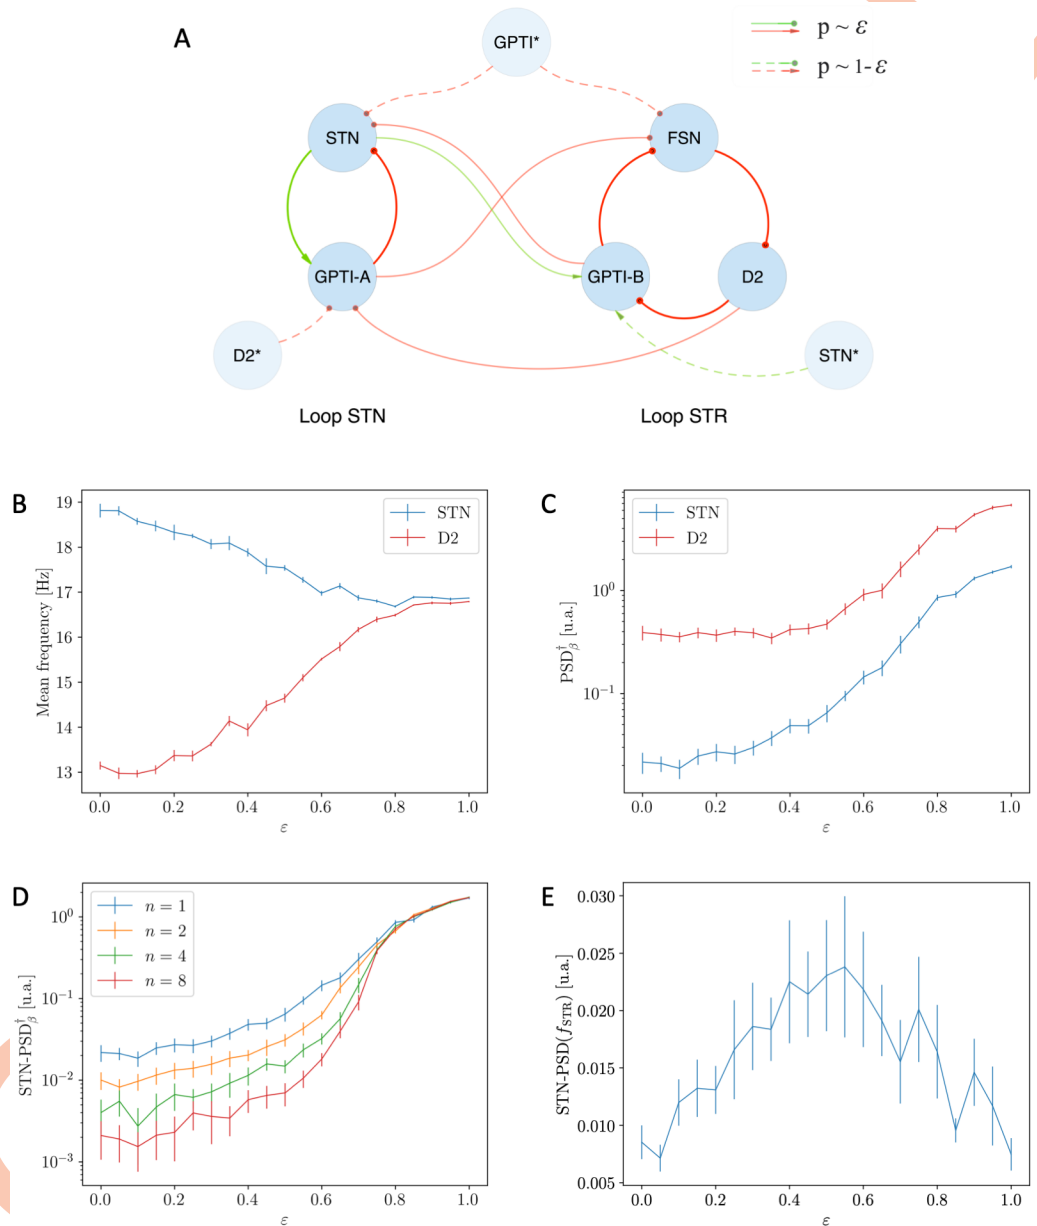 A
GPTI*
p ~ ε
p ~ 1-ε
STN
FSN
GPTI-A
GPTI-B
D2
D2*
STN*
Loop STN
Loop STR
B
Mean frequency [Hz]
19
18
17
16
15
14
13
STN
D2
0.0 0.2 0.4 0.6 0.8 1.0
ε
C
PSD†β [u.a.]
10⁰
10⁻¹
STN
D2
0.0 0.2 0.4 0.6 0.8 1.0
ε
D
STN-PSD†β [u.a.]
10⁰
10⁻¹
10⁻²
10⁻³
n = 1
n = 2
n = 4
n = 8
0.0 0.2 0.4 0.6 0.8 1.0
ε
E
STN-PSD(fSTR) [u.a.]
0.030
0.025
0.020
0.015
0.010
0.005
0.0 0.2 0.4 0.6 0.8 1.0
ε